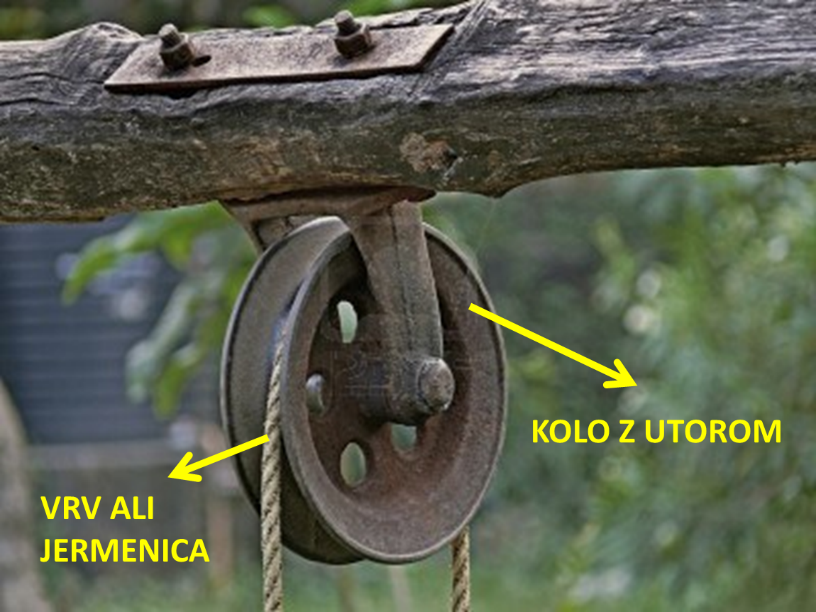 KOLO Z UTOROM
VRV ALI
JERMENICA